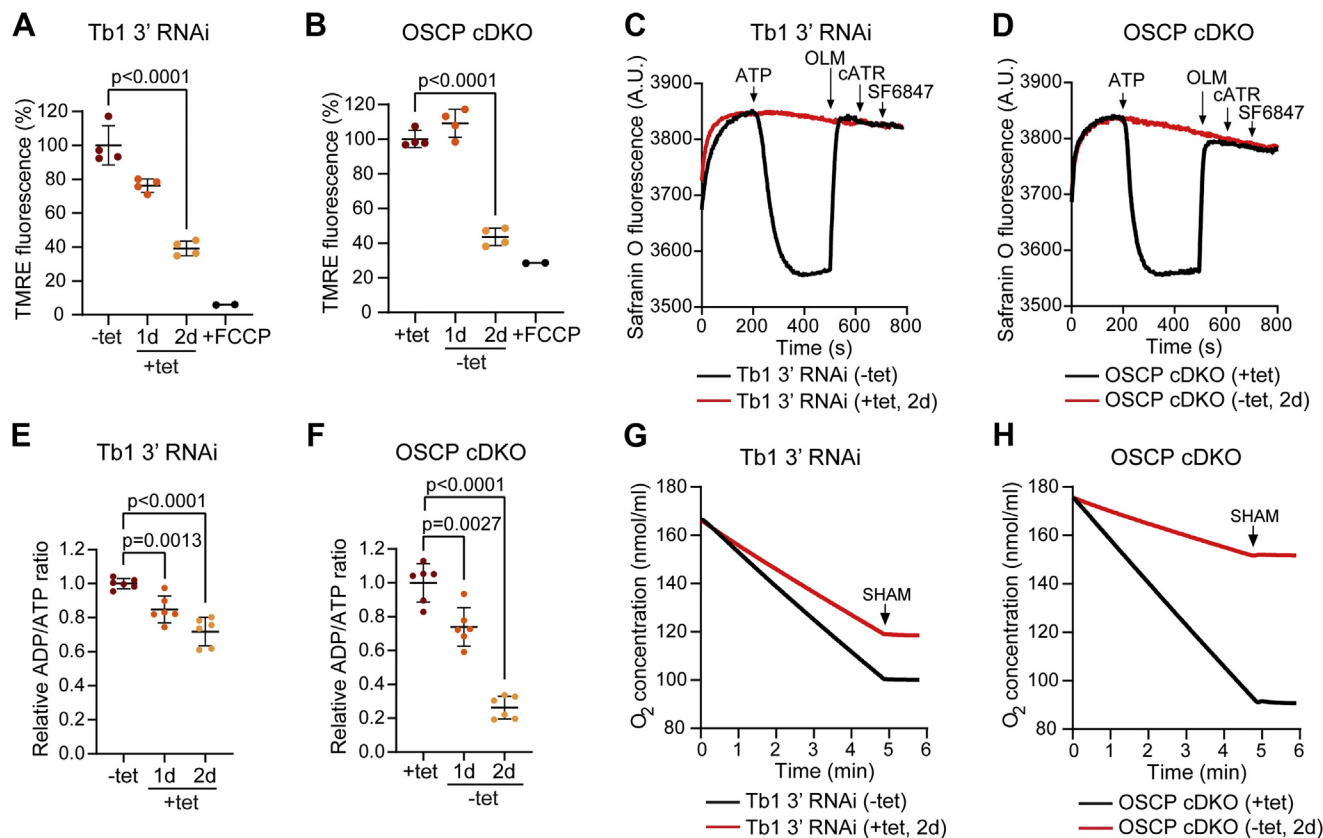 A
Tb1 3' RNAi
p<0.0001
TMRE fluorescence (%)
140
120
100
80
60
40
20
0
-tet
1d
2d
+FCCP
+tet
B
OSCP cDKO
p<0.0001
TMRE fluorescence (%)
140
120
100
80
60
40
20
0
+tet
1d
2d
+FCCP
-tet
C
Tb1 3' RNAi
Safranin O fluorescence (A.U.)
3900
3800
3700
3600
3500
ATP
OLM
cATR
SF6847
0 200 400 600 800
Time (s)
Tb1 3' RNAi (-tet)
Tb1 3' RNAi (+tet, 2d)
D
OSCP cDKO
Safranin O fluorescence (A.U.)
3900
3800
3700
3600
3500
ATP
OLM
cATR
SF6847
0 200 400 600 800
Time (s)
OSCP cDKO (+tet)
OSCP cDKO (-tet, 2d)
E
Tb1 3' RNAi
p<0.0001
p=0.0013
Relative ADP/ATP ratio
1.2
1.0
0.8
0.6
0.4
0.2
0.0
-tet
1d
2d
+tet
F
OSCP cDKO
p<0.0001
p=0.0027
Relative ADP/ATP ratio
1.2
1.0
0.8
0.6
0.4
0.2
0.0
+tet
1d
2d
-tet
G
Tb1 3' RNAi
O2 concentration (nmol/ml)
180
160
140
120
100
80
SHAM
0 1 2 3 4 5 6
Time (min)
Tb1 3' RNAi (-tet)
Tb1 3' RNAi (+tet, 2d)
H
OSCP cDKO
O2 concentration (nmol/ml)
180
160
140
120
100
80
SHAM
0 1 2 3 4 5 6
Time (min)
OSCP cDKO (+tet)
OSCP cDKO (-tet, 2d)